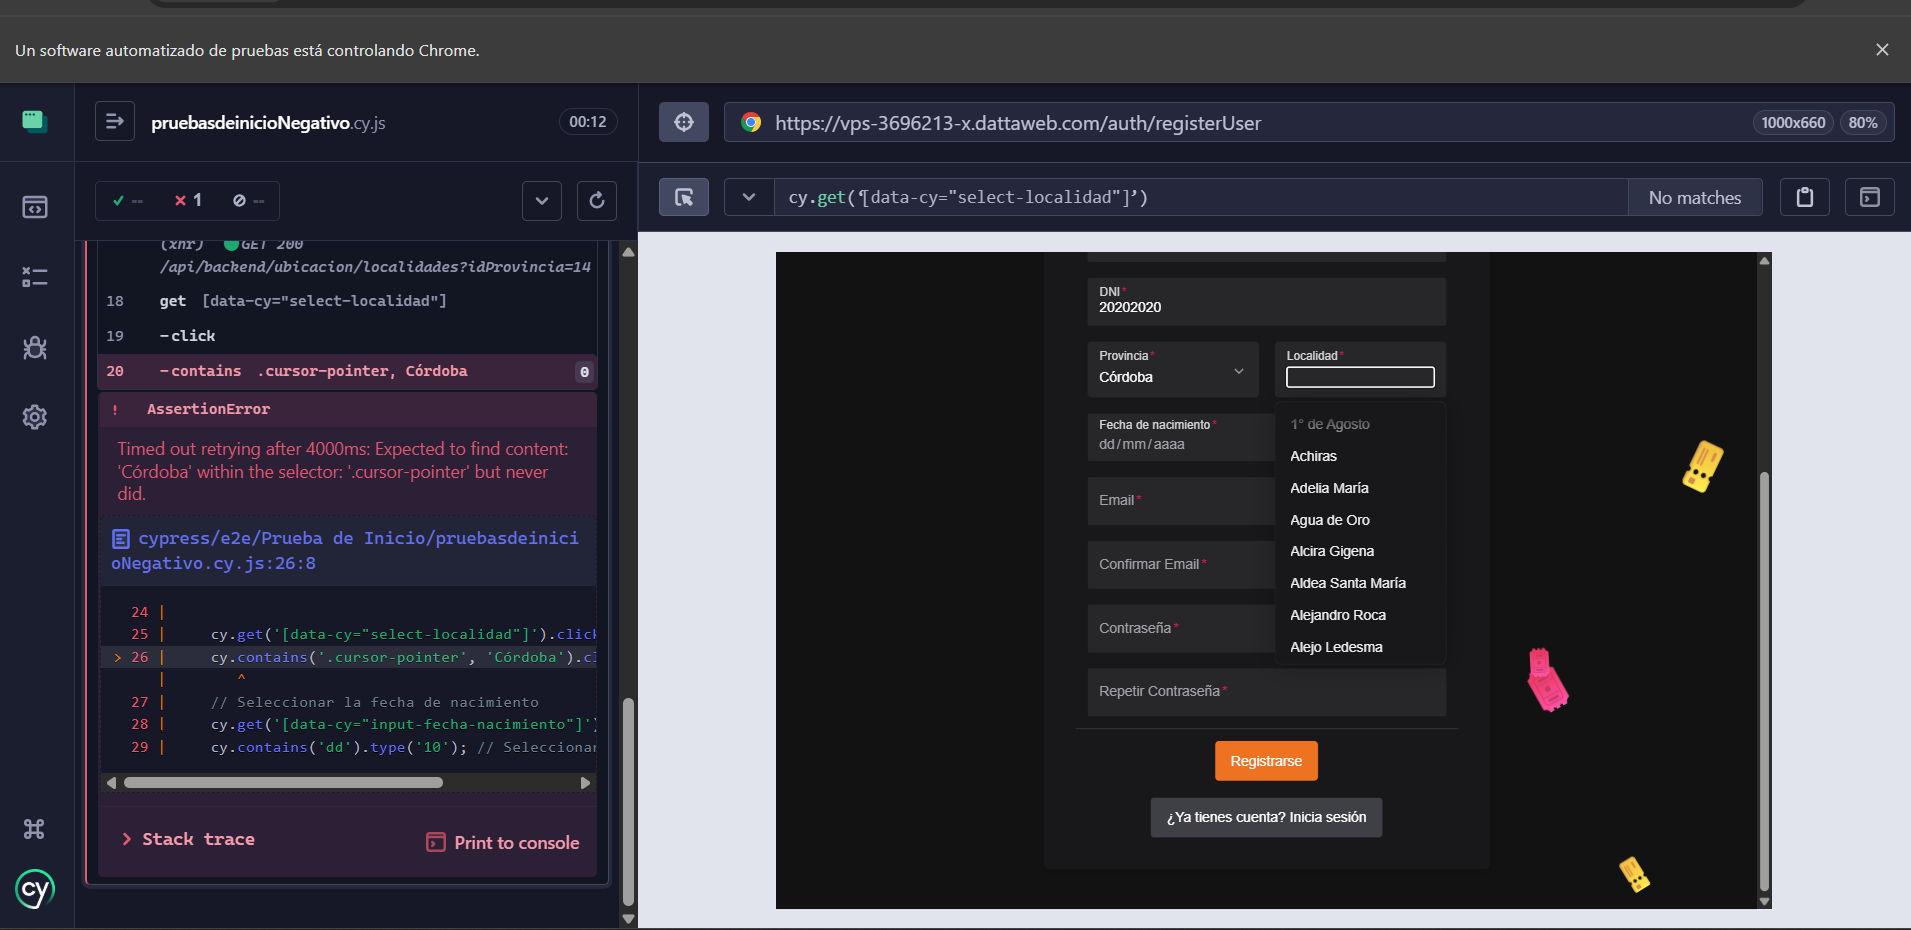 Un software automatizado de pruebas está controlando Chrome.
pruebasdeinicioNegativo.cy.js
00:12
https://vps-3696213-x.dattaweb.com/auth/registerUser
1000x660
80%
--
1
--
cy.get('[data-cy="select-localidad"]')
No matches
(xhr) GET 200
/api/backend/ubicacion/localidades?idProvincia=14
18 get [data-cy="select-localidad"]
19 -click
20 -contains .cursor-pointer, Córdoba 0
! AssertionError
Timed out retrying after 4000ms: Expected to find content:
'Córdoba' within the selector: '.cursor-pointer' but never
did.
cypress/e2e/Prueba de Inicio/pruebasdeinici
oNegativo.cy.js:26:8
24 |
25 | cy.get('[data-cy="select-localidad"]').click
> 26 | cy.contains('.cursor-pointer', 'Córdoba').cl
| ^
27 | // Seleccionar la fecha de nacimiento
28 | cy.get('[data-cy="input-fecha-nacimiento"]')
29 | cy.contains('dd').type('10'); // Seleccionar
Stack trace
Print to console
cy
DNI*
20202020
Provincia*
Córdoba
Localidad*
Fecha de nacimiento*
dd/mm/aaaa
Email*
Confirmar Email*
Contraseña*
Repetir Contraseña*
1° de Agosto
Achiras
Adelia María
Agua de Oro
Alcira Gigena
Aldea Santa María
Alejandro Roca
Alejo Ledesma
Registrarse
¿Ya tienes cuenta? Inicia sesión